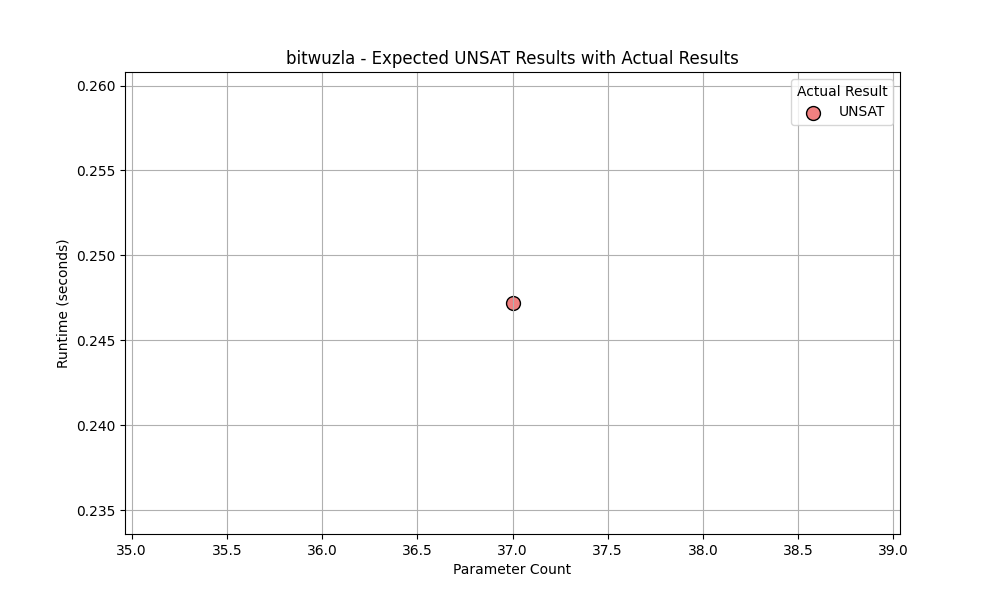 bitwuzla - Expected UNSAT Results with Actual Results
Actual Result
UNSAT
0.260
0.255
0.250
0.245
0.240
0.235
Runtime (seconds)
35.0 35.5 36.0 36.5 37.0 37.5 38.0 38.5 39.0
Parameter Count